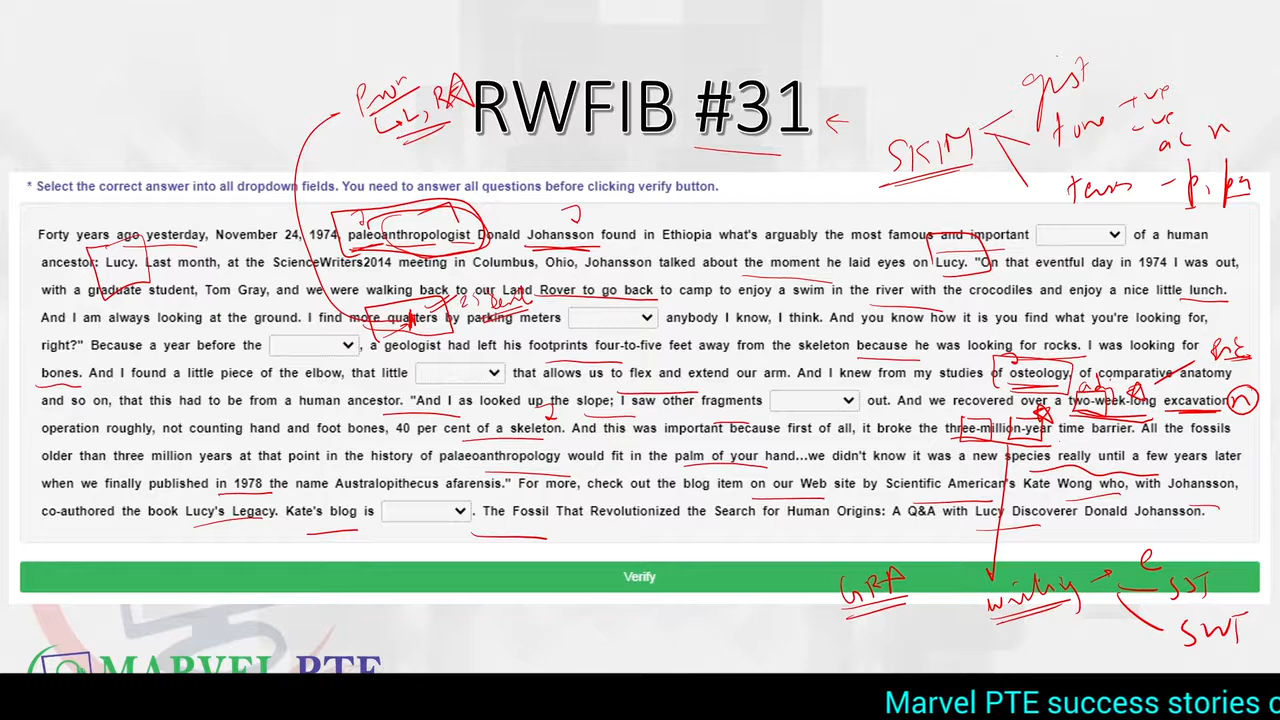 RWFIB #31
gist
tone
+ve
-ve
SKIM
* Select the correct answer into all dropdown fields. You need to answer all questions before clicking verify button.
Forty years ago yesterday, November 24, 1974, paleoanthropologist Donald Johansson found in Ethiopia what's arguably the most famous and important of a human
ancestor: Lucy. Last month, at the ScienceWriters2014 meeting in Columbus, Ohio, Johansson talked about the moment he laid eyes on Lucy. "On that eventful day in 1974 I was out,
with a graduate student, Tom Gray, and we were walking back to our Land Rover to go back to camp to enjoy a swim in the river with the crocodiles and enjoy a nice little lunch.
And I am always looking at the ground. I find more quarters by parking meters anybody I know, I think. And you know how it is you find what you're looking for,
right?" Because a year before the , a geologist had left his footprints four-to-five feet away from the skeleton because he was looking for rocks. I was looking for
bones. And I found a little piece of the elbow, that little that allows us to flex and extend our arm. And I knew from my studies of osteology, of comparative anatomy
and so on, that this had to be from a human ancestor. "And I as looked up the slope; I saw other fragments out. And we recovered over a two-week-long excavation
operation roughly, not counting hand and foot bones, 40 per cent of a skeleton. And this was important because first of all, it broke the three-million-year time barrier. All the fossils
older than three million years at that point in the history of palaeoanthropology would fit in the palm of your hand...we didn't know it was a new species really until a few years later
when we finally published in 1978 the name Australopithecus afarensis." For more, check out the blog item on our Web site by Scientific American's Kate Wong who, with Johansson,
co-authored the book Lucy's Legacy. Kate's blog is . The Fossil That Revolutionized the Search for Human Origins: A Q&A with Lucy Discoverer Donald Johansson.
adj
n
Verify
GRA
writing
e
SST
SWT
MARVEL PTE
Marvel PTE success stories